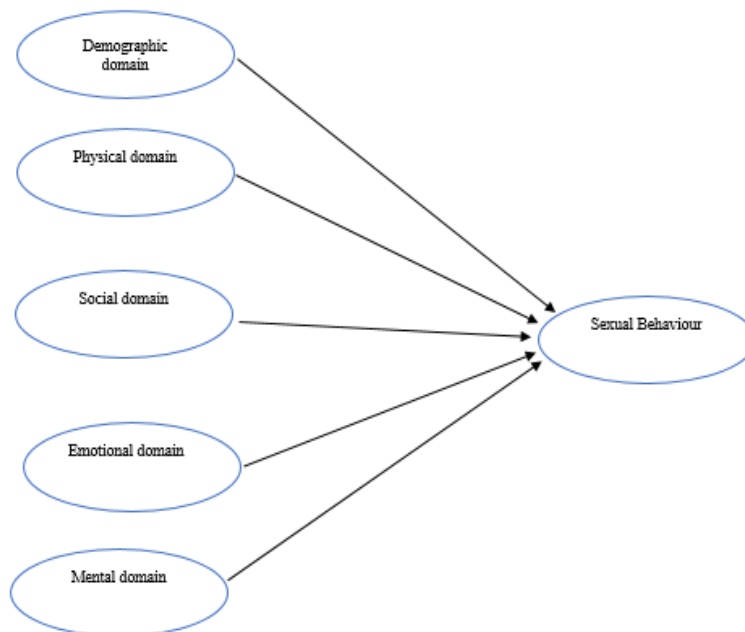 Demographic
domain
Physical domain
Social domain
Sexual Behaviour
Emotional domain
Mental domain